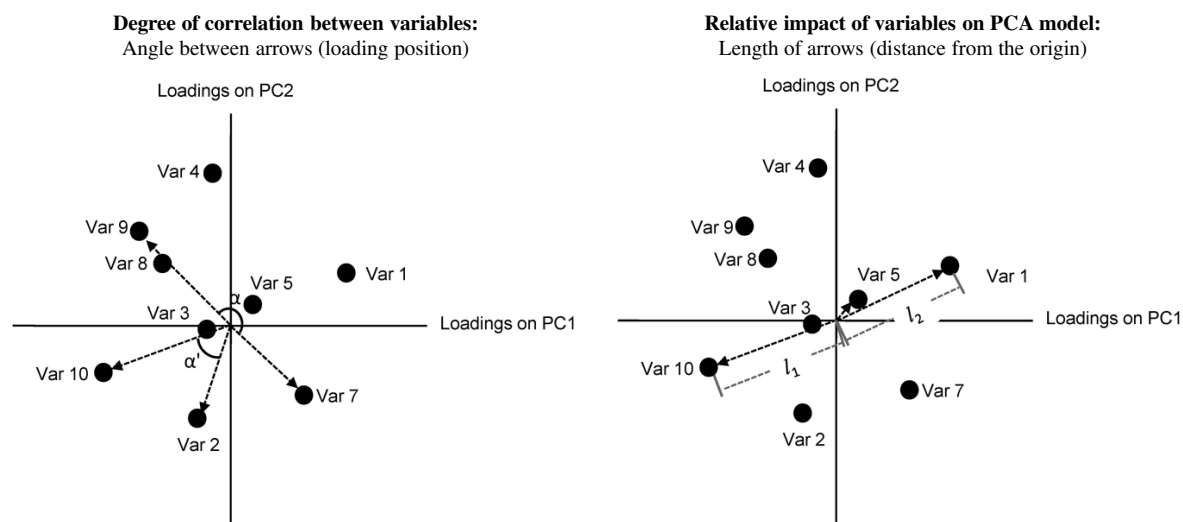 Degree of correlation between variables:
Angle between arrows (loading position)
Loadings on PC2
Var 4
Var 9
Var 8
Var 5
Var 1
α
Var 3
Loadings on PC1
α'
Var 10
Var 7
Var 2
Relative impact of variables on PCA model:
Length of arrows (distance from the origin)
Loadings on PC2
Var 4
Var 9
Var 8
Var 5
Var 1
Var 3
l₂
Loadings on PC1
Var 10
l₁
Var 7
Var 2